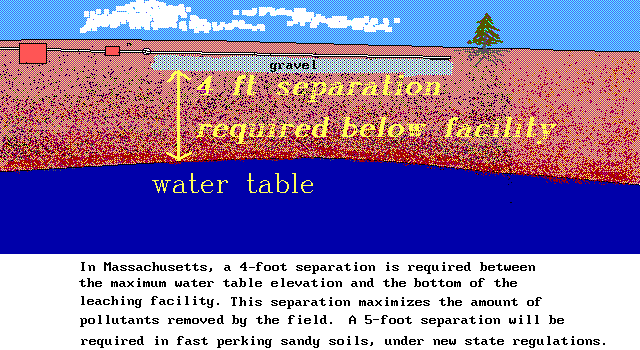 gravel
4 ft separation
required below facility
water table
In Massachusetts, a 4-foot separation is required between
the maximum water table elevation and the bottom of the
leaching facility. This separation maximizes the amount of
pollutants removed by the field. A 5-foot separation will be
required in fast perking sandy soils, under new state regulations.